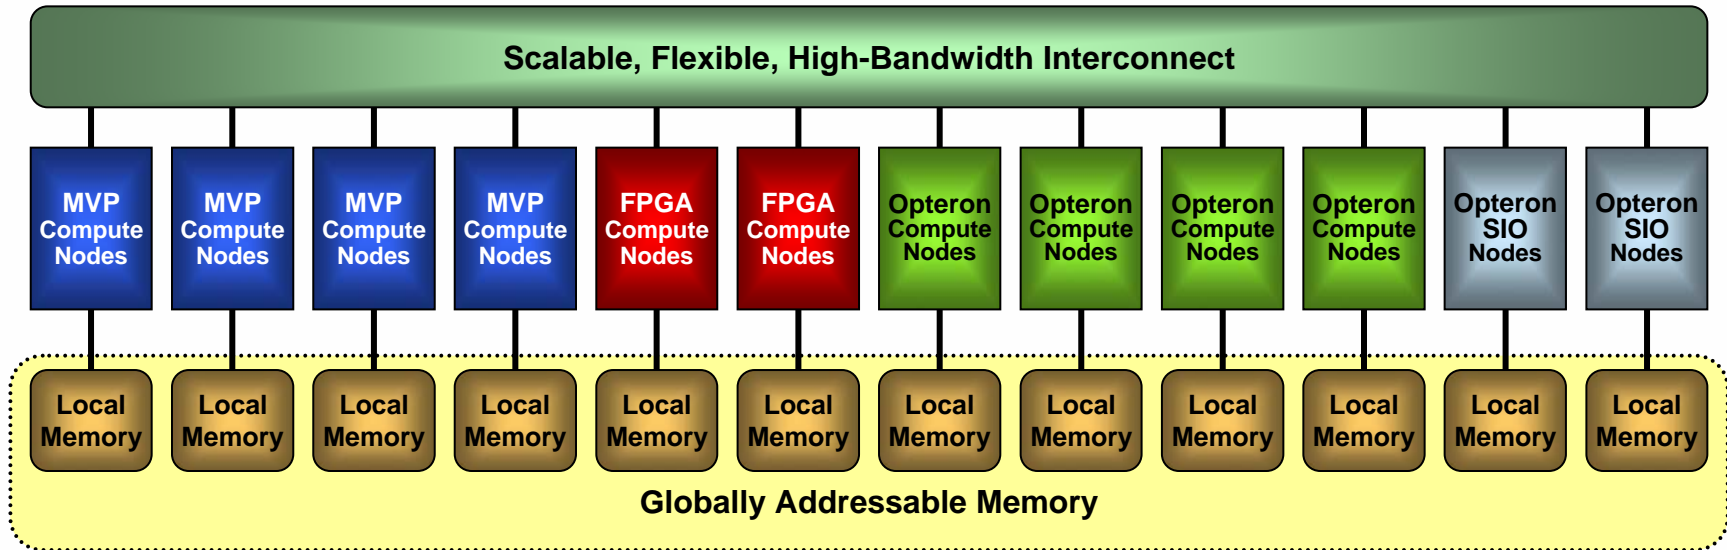 Scalable, Flexible, High-Bandwidth Interconnect
MVP
Compute
Nodes
MVP
Compute
Nodes
MVP
Compute
Nodes
MVP
Compute
Nodes
FPGA
Compute
Nodes
FPGA
Compute
Nodes
Opteron
Compute
Nodes
Opteron
Compute
Nodes
Opteron
Compute
Nodes
Opteron
Compute
Nodes
Opteron
SIO
Nodes
Opteron
SIO
Nodes
Local
Memory
Local
Memory
Local
Memory
Local
Memory
Local
Memory
Local
Memory
Local
Memory
Local
Memory
Local
Memory
Local
Memory
Local
Memory
Local
Memory
Globally Addressable Memory